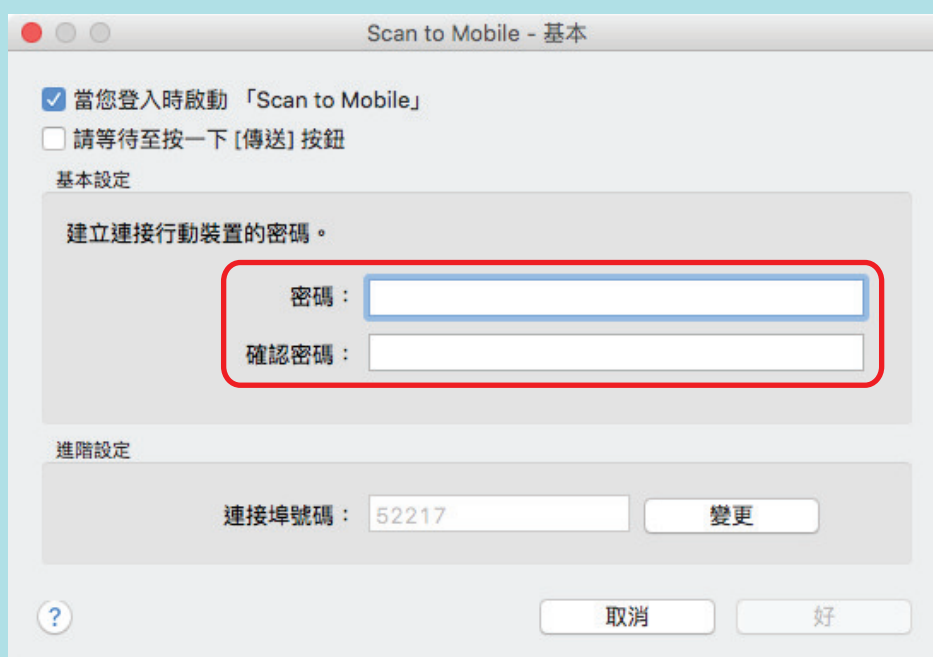 Scan to Mobile - 基本
當您登入時啟動 「Scan to Mobile」
請等待至按一下 [傳送] 按鈕
基本設定
建立連接行動裝置的密碼。
密碼：
確認密碼：
進階設定
連接埠號碼： 52217 變更
? 取消 好